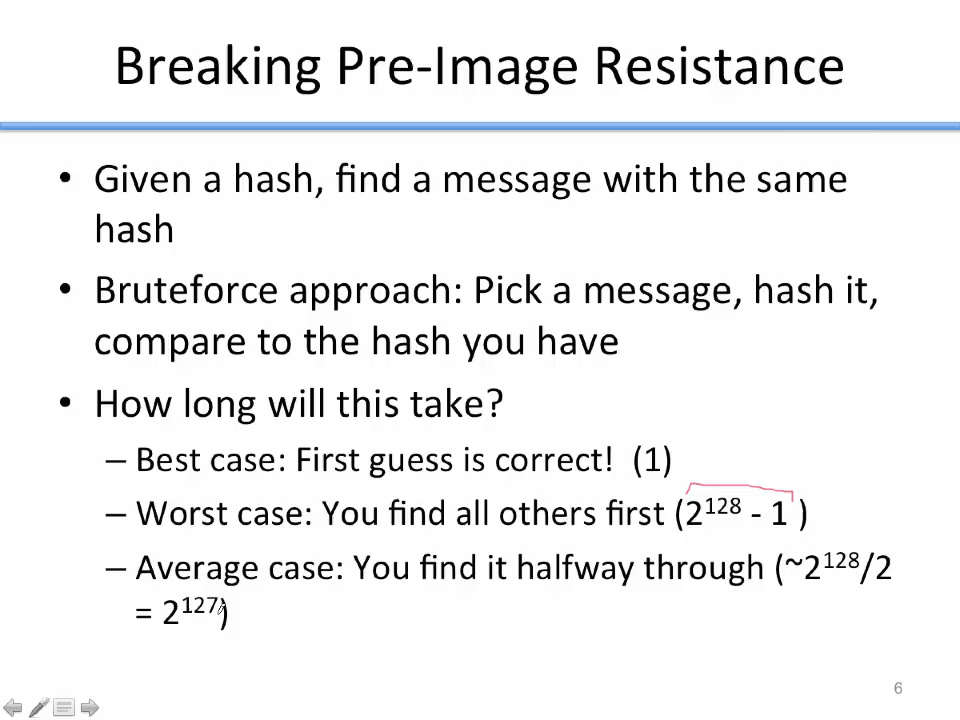 Breaking Pre-Image Resistance
• Given a hash, find a message with the same
hash
• Bruteforce approach: Pick a message, hash it,
compare to the hash you have
• How long will this take?
– Best case: First guess is correct! (1)
– Worst case: You find all others first (2¹²⁸ - 1 )
– Average case: You find it halfway through (~2¹²⁸/2
= 2¹²⁷)
6